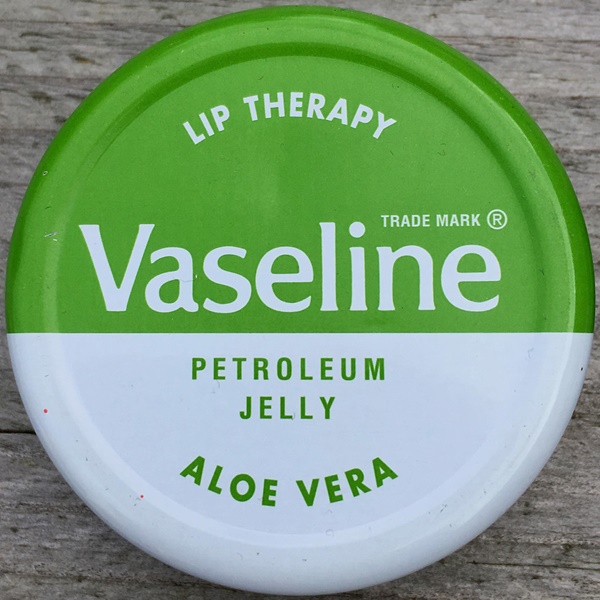 LIP THERAPY
TRADE MARK ®
Vaseline
PETROLEUM
JELLY
ALOE VERA